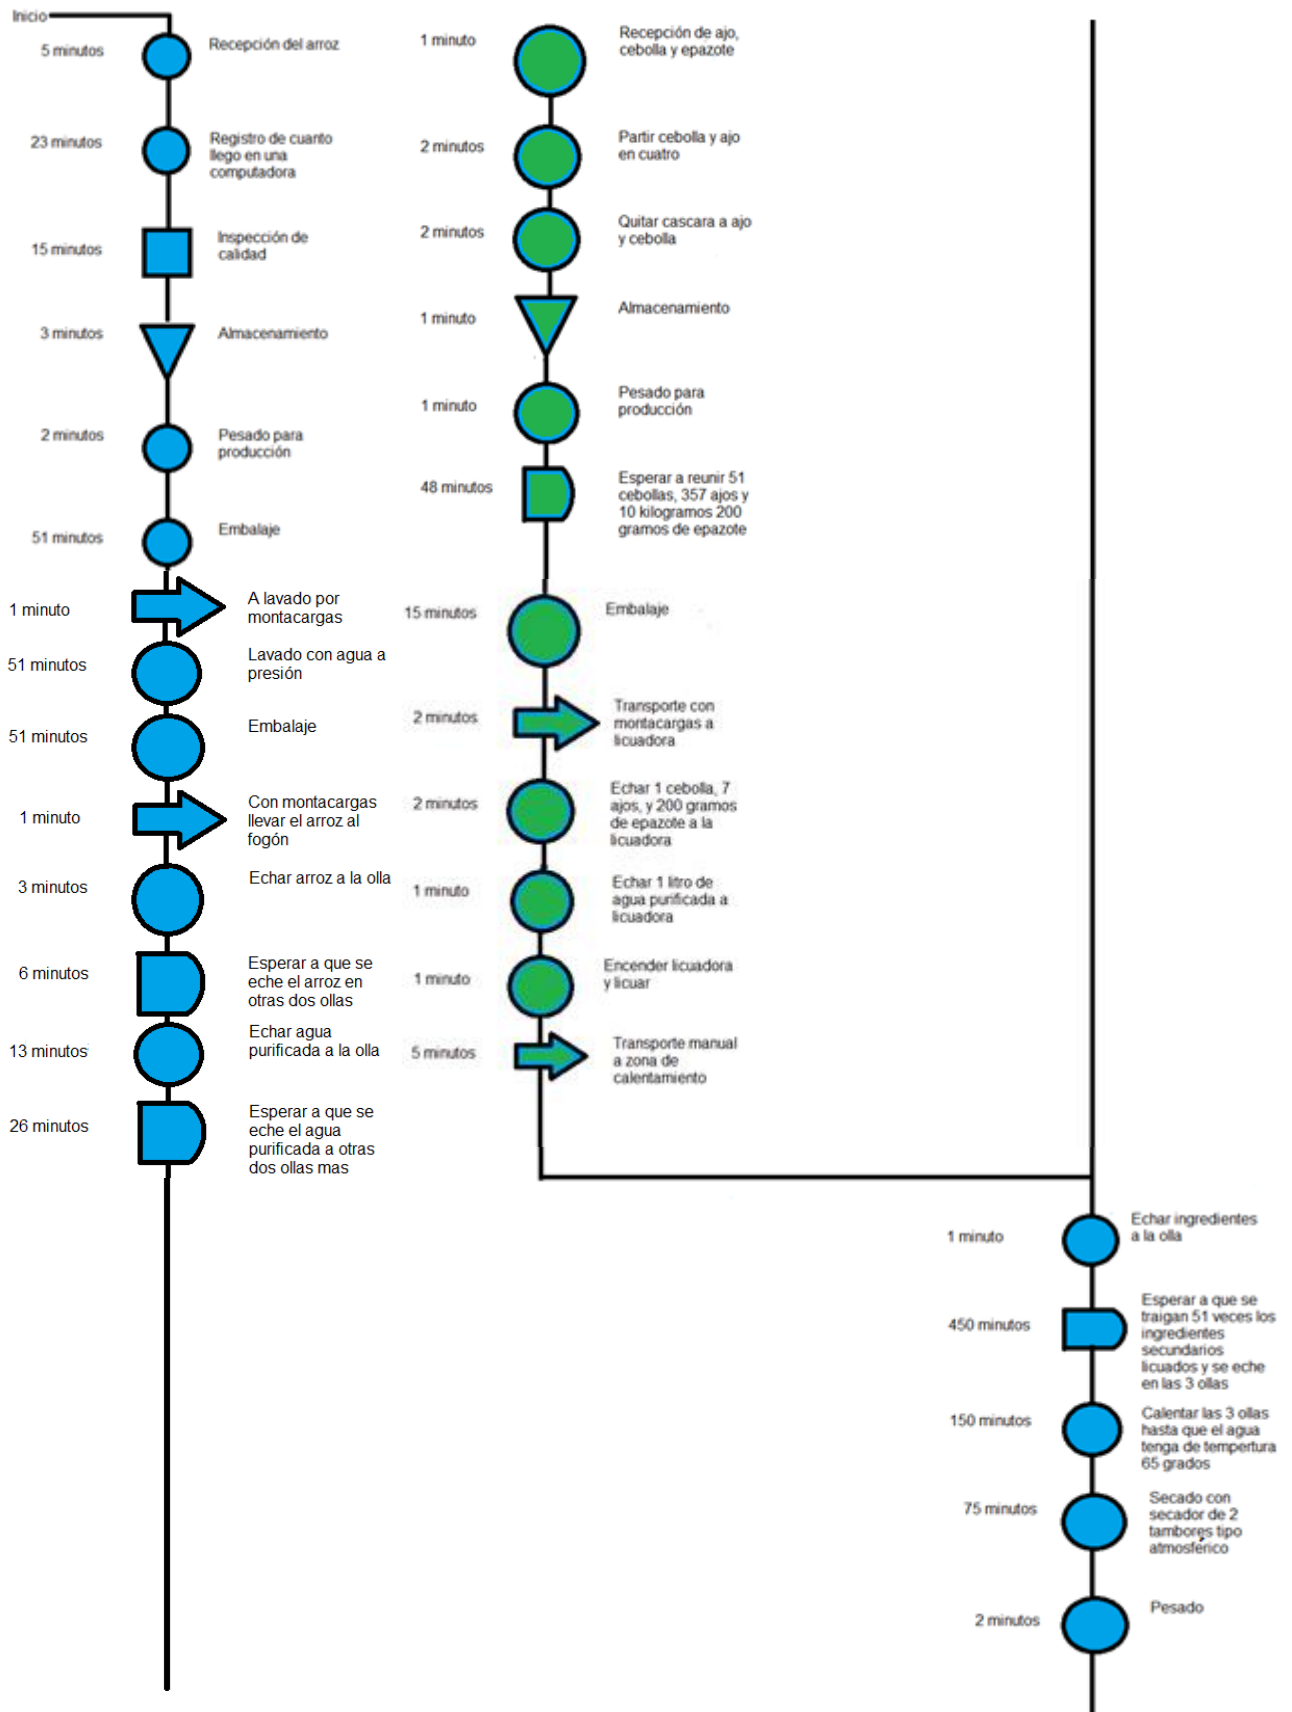 Inicio
5 minutos
Recepción del arroz
23 minutos
Registro de cuanto
llego en una
computadora
15 minutos
Inspección de
calidad
3 minutos
Almacenamiento
2 minutos
Pesado para
producción
51 minutos
Embalaje
1 minuto
A lavado por
montacargas
51 minutos
Lavado con agua a
presión
51 minutos
Embalaje
1 minuto
Con montacargas
llevar el arroz al
fogón
3 minutos
Echar arroz a la olla
6 minutos
Esperar a que se
eche el arroz en
otras dos ollas
13 minutos
Echar agua
purificada a la olla
26 minutos
Esperar a que se
eche el agua
purificada a otras
dos ollas mas
1 minuto
Recepción de ajo,
cebolla y epazote
2 minutos
Partir cebolla y ajo
en cuatro
2 minutos
Quitar cascara a ajo
y cebolla
1 minuto
Almacenamiento
1 minuto
Pesado para
producción
48 minutos
Esperar a reunir 51
cebollas, 357 ajos y
10 kilogramos 200
gramos de epazote
15 minutos
Embalaje
2 minutos
Transporte con
montacargas a
licuadora
2 minutos
Echar 1 cebolla, 7
ajos, y 200 gramos
de epazote a la
licuadora
1 minuto
Echar 1 litro de
agua purificada a
licuadora
1 minuto
Encender licuadora
y licuar
5 minutos
Transporte manual
a zona de
calentamiento
1 minuto
Echar ingredientes
a la olla
450 minutos
Esperar a que se
traigan 51 veces los
ingredientes
secundarios
licuados y se eche
en las 3 ollas
150 minutos
Calentar las 3 ollas
hasta que el agua
tenga de tempertura
65 grados
75 minutos
Secado con
secador de 2
tambores tipo
atmosférico
2 minutos
Pesado